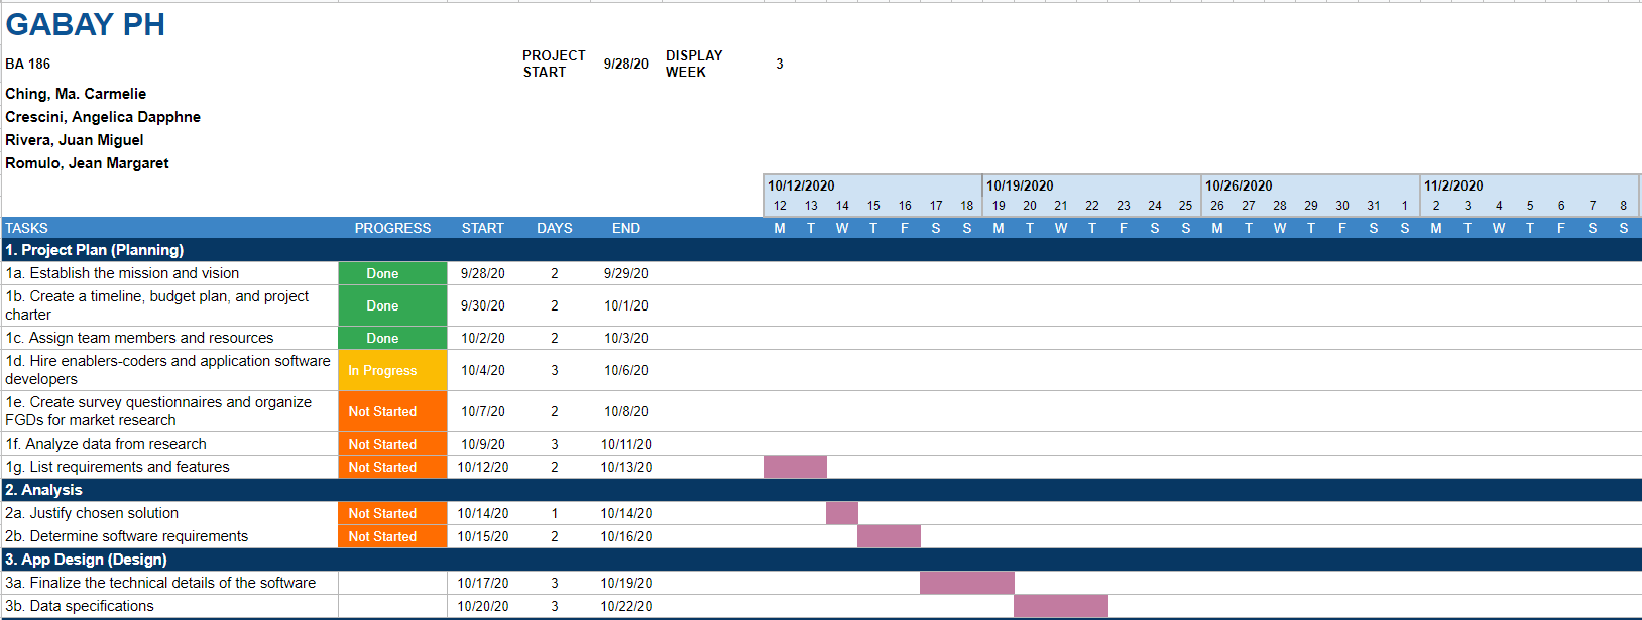 GABAY PH
BA 186 PROJECT START 9/28/20 DISPLAY WEEK 3
Ching, Ma. Carmelie
Crescini, Angelica Dapphne
Rivera, Juan Miguel
Romulo, Jean Margaret
10/12/2020 10/19/2020 10/26/2020 11/2/2020
12 13 14 15 16 17 18 19 20 21 22 23 24 25 26 27 28 29 30 31 1 2 3 4 5 6 7 8
TASKS PROGRESS START DAYS END M T W T F S S M T W T F S S M T W T F S S M T W T F S S
1. Project Plan (Planning)
1a. Establish the mission and vision Done 9/28/20 2 9/29/20
1b. Create a timeline, budget plan, and project
charter Done 9/30/20 2 10/1/20
1c. Assign team members and resources Done 10/2/20 2 10/3/20
1d. Hire enablers-coders and application software
developers In Progress 10/4/20 3 10/6/20
1e. Create survey questionnaires and organize
FGDs for market research Not Started 10/7/20 2 10/8/20
1f. Analyze data from research Not Started 10/9/20 3 10/11/20
1g. List requirements and features Not Started 10/12/20 2 10/13/20
2. Analysis
2a. Justify chosen solution Not Started 10/14/20 1 10/14/20
2b. Determine software requirements Not Started 10/15/20 2 10/16/20
3. App Design (Design)
3a. Finalize the technical details of the software 10/17/20 3 10/19/20
3b. Data specifications 10/20/20 3 10/22/20